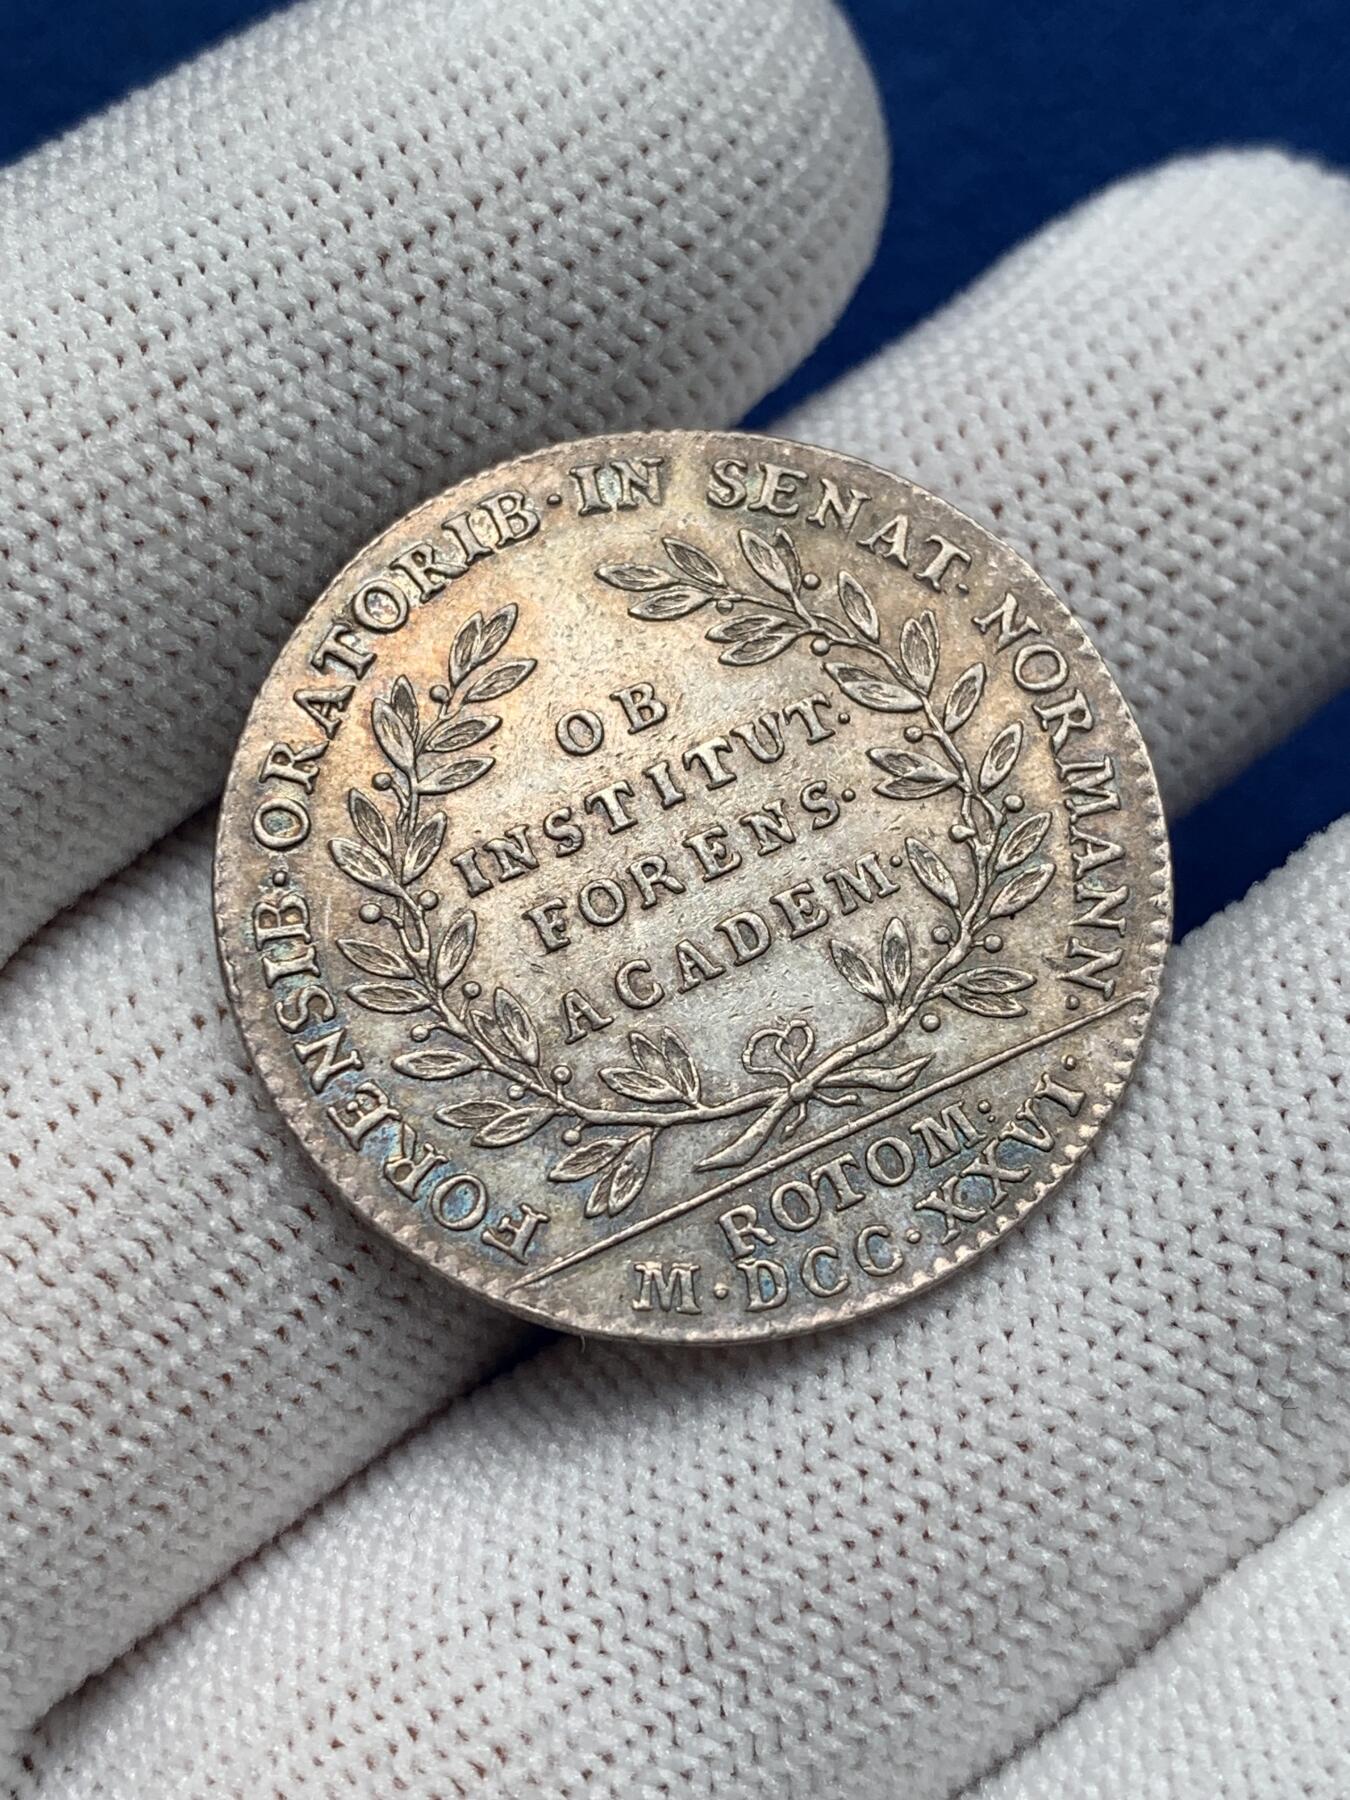 FORENSIB·ORATORIB·IN SENAT· NORMANN·
OB
INSTITUT·
FORENS·
ACADEM·
ROTOM:
M·DCC·XXVI·